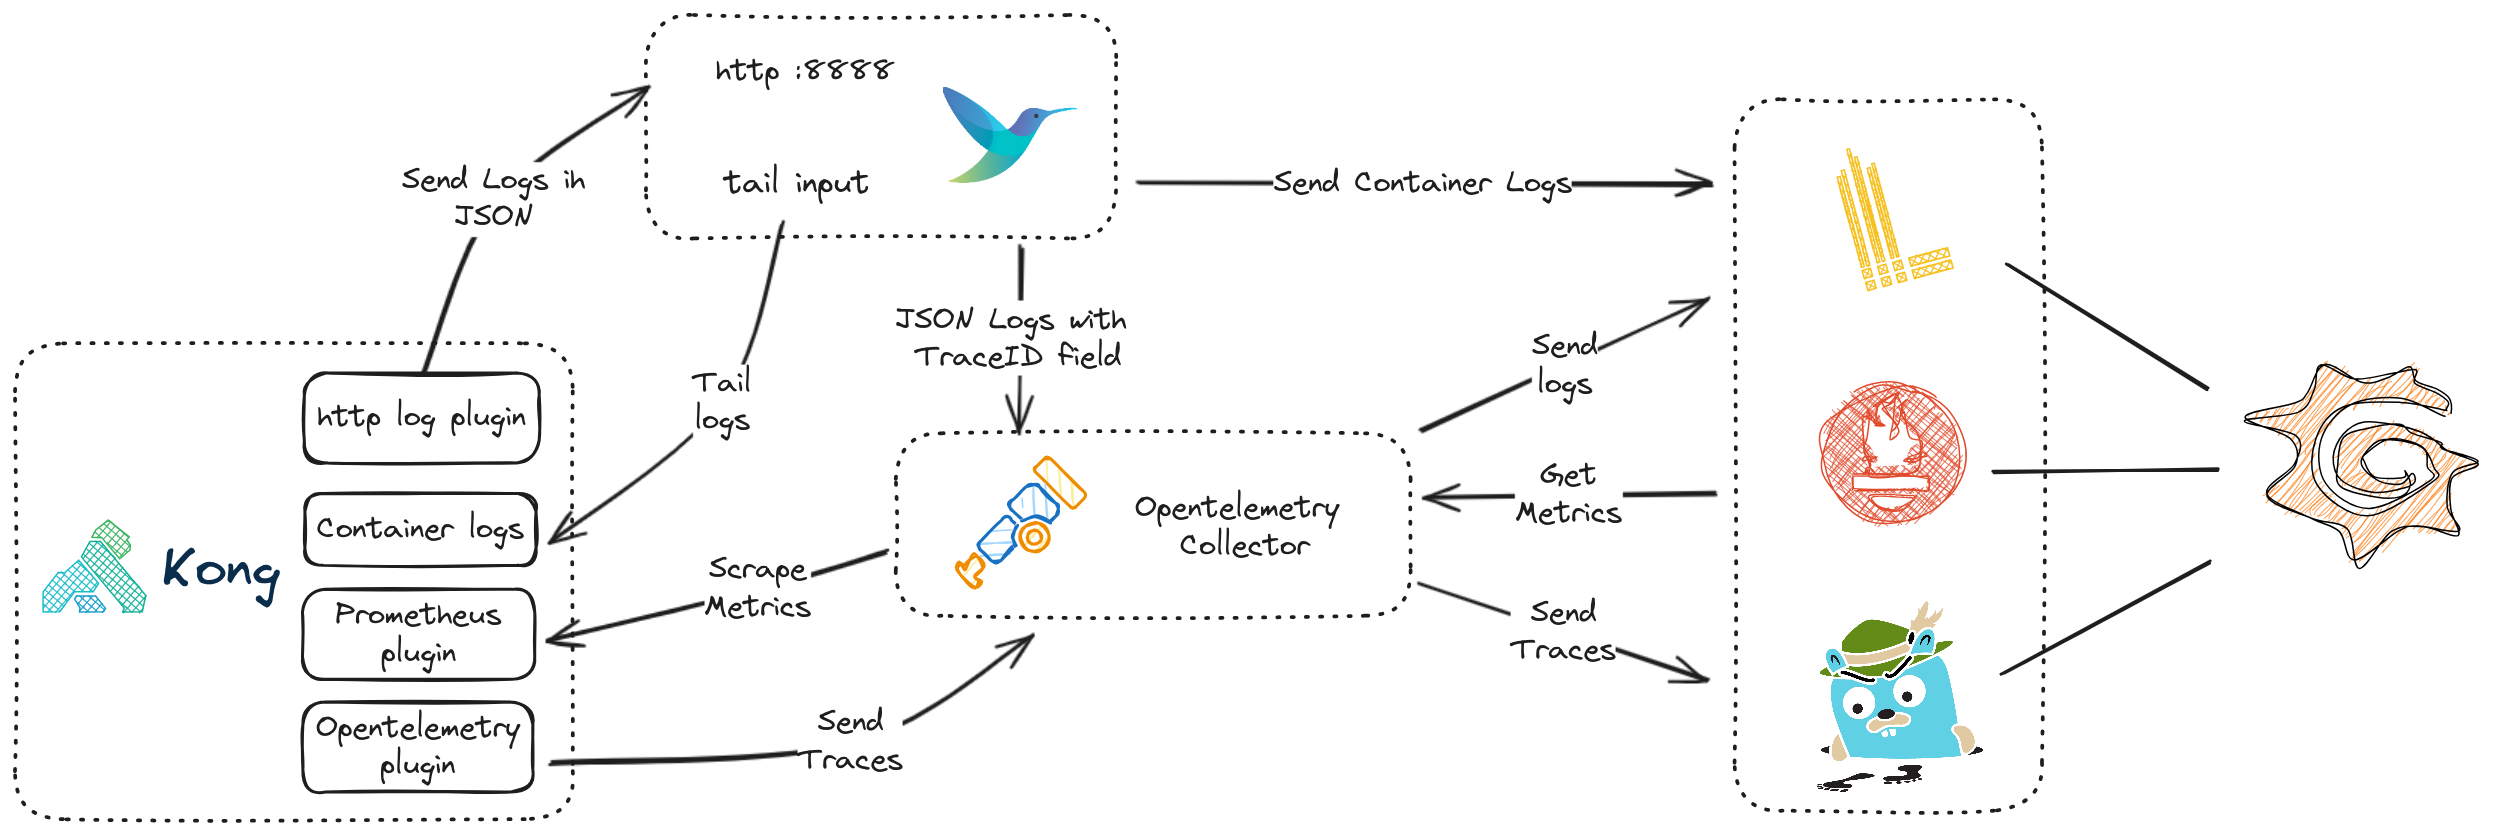 http :8888
tail input
Send Logs in
JSON
Send Container Logs
JSON Logs with
TraceID field
Tail
logs
Send
logs
http log plugin
Container logs
Prometheus
plugin
Opentelemetry
plugin
Kong
Opentelemetry
Collector
Get
Metrics
Scrape
Metrics
Send
Traces
Send
Traces